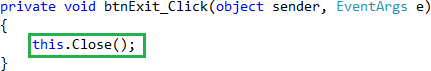 private void btnExit_Click(object sender, EventArgs e)
{
this.Close();
}